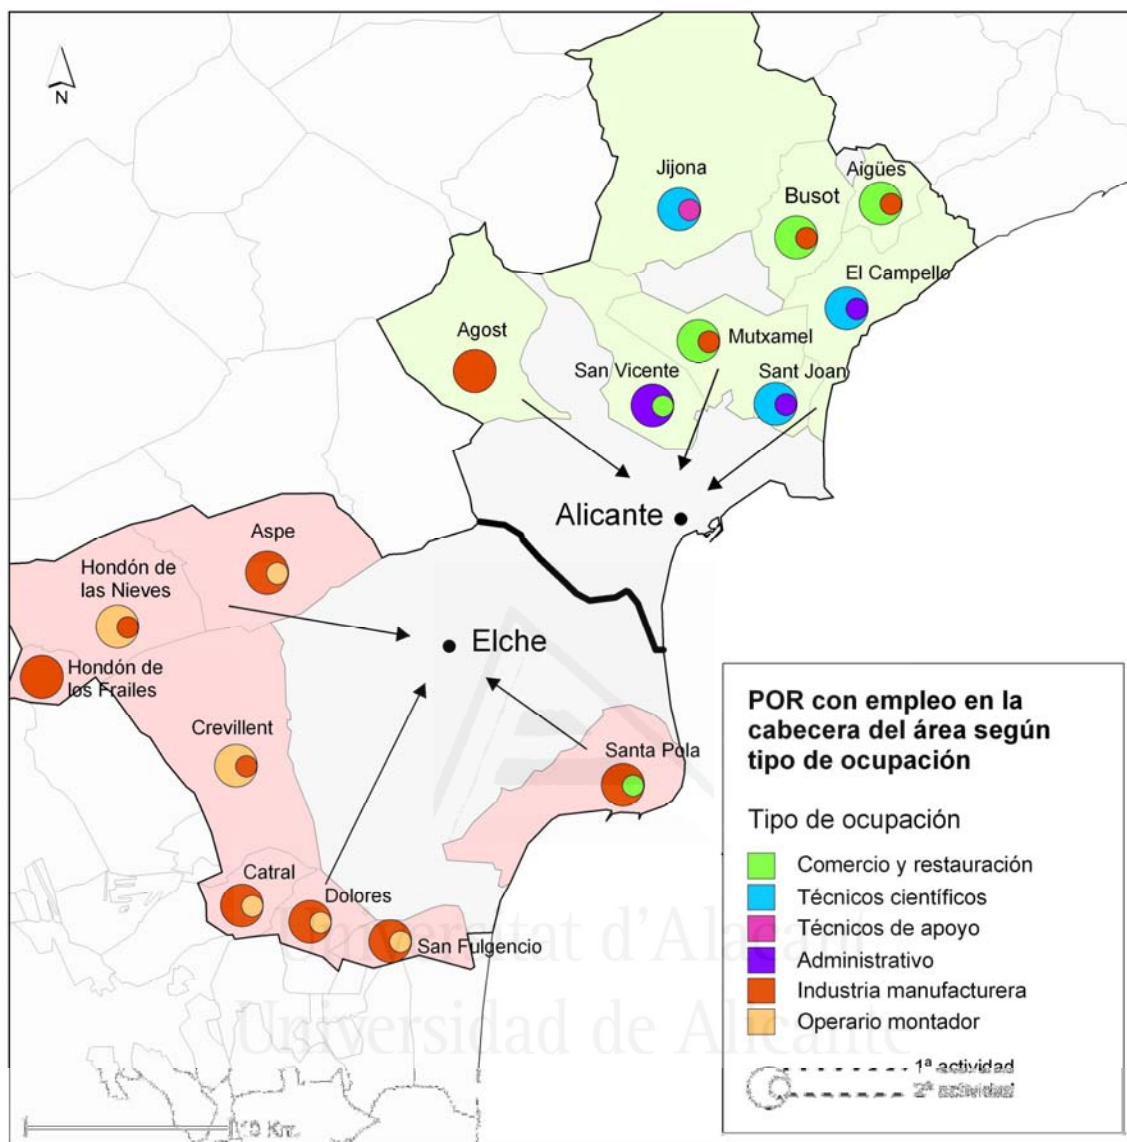 N
Jijona
Aigües
Busot
El Campello
Agost
Mutxamel
San Vicente
Sant Joan
Alicante
Aspe
Hondón de
las Nieves
Elche
Hondón de
los Frailes
Crevillent
Santa Pola
Catral
Dolores
San Fulgencio
POR con empleo en la
cabecera del área según
tipo de ocupación
Tipo de ocupación
Comercio y restauración
Técnicos científicos
Técnicos de apoyo
Administrativo
Industria manufacturera
Operario montador
1ª actividad
2ª actividad
10 Km.
Universitat d'Alacant
Universidad de Alicante